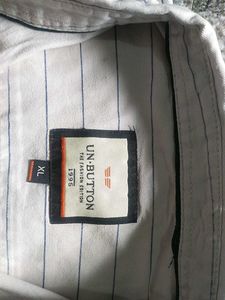 UN·BUTTON
THE FASHION EDITION
1995
XL